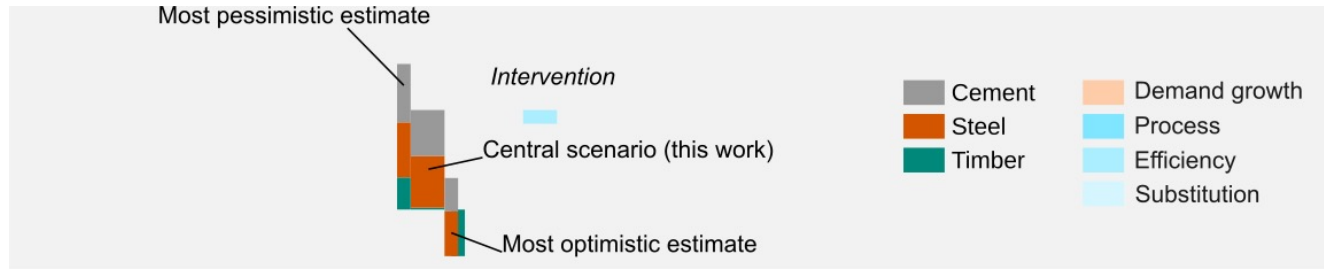 Most pessimistic estimate
Intervention
Central scenario (this work)
Most optimistic estimate
Cement
Steel
Timber
Demand growth
Process
Efficiency
Substitution